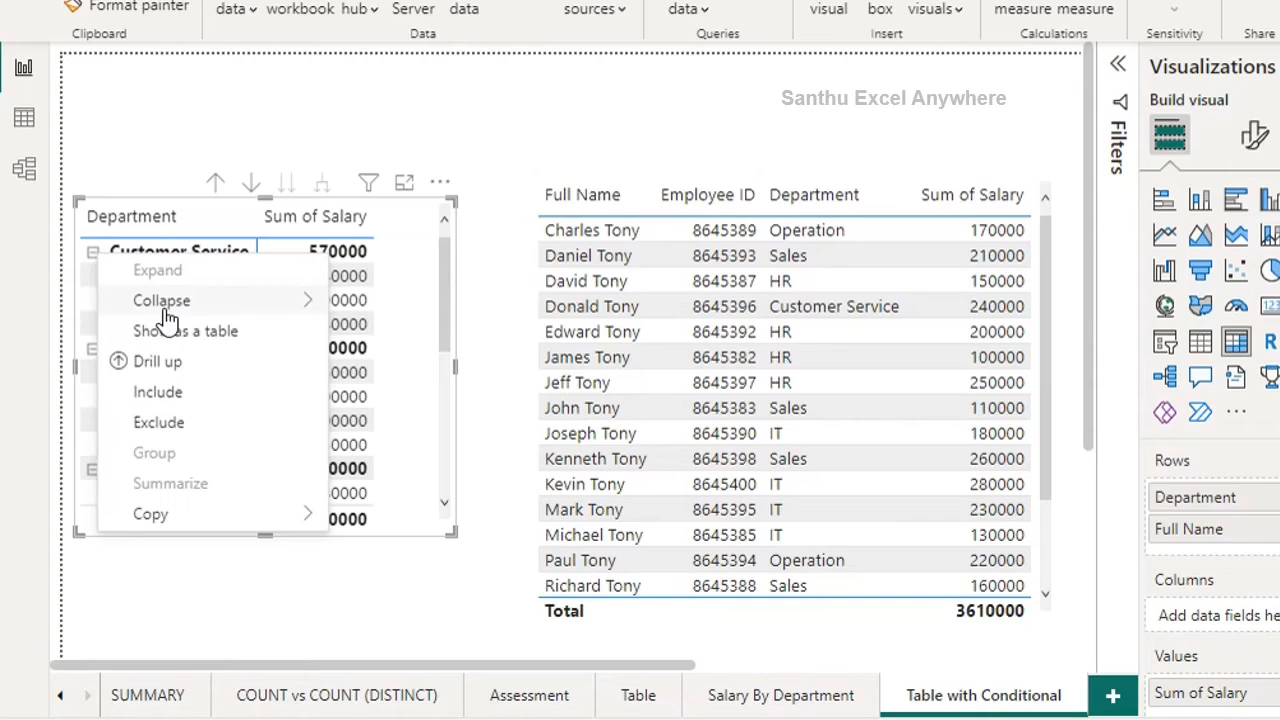 Format painter
data workbook hub Server data
sources
data
visual box visuals
measure measure
Clipboard
Data
Queries
Insert
Calculations
Sensitivity
Share
Santhu Excel Anywhere
Filters
Visualizations
Build visual
Department Sum of Salary
Customer Service 570000
Expand
Collapse
Show as a table
Drill up
Include
Exclude
Group
Summarize
Copy
Full Name Employee ID Department Sum of Salary
Charles Tony 8645389 Operation 170000
Daniel Tony 8645393 Sales 210000
David Tony 8645387 HR 150000
Donald Tony 8645396 Customer Service 240000
Edward Tony 8645392 HR 200000
James Tony 8645382 HR 100000
Jeff Tony 8645397 HR 250000
John Tony 8645383 Sales 110000
Joseph Tony 8645390 IT 180000
Kenneth Tony 8645398 Sales 260000
Kevin Tony 8645400 IT 280000
Mark Tony 8645395 IT 230000
Michael Tony 8645385 IT 130000
Paul Tony 8645394 Operation 220000
Richard Tony 8645388 Sales 160000
Total 3610000
123
R
Rows
Department
Full Name
Columns
Add data fields he
Values
Sum of Salary
SUMMARY
COUNT vs COUNT (DISTINCT)
Assessment
Table
Salary By Department
Table with Conditional